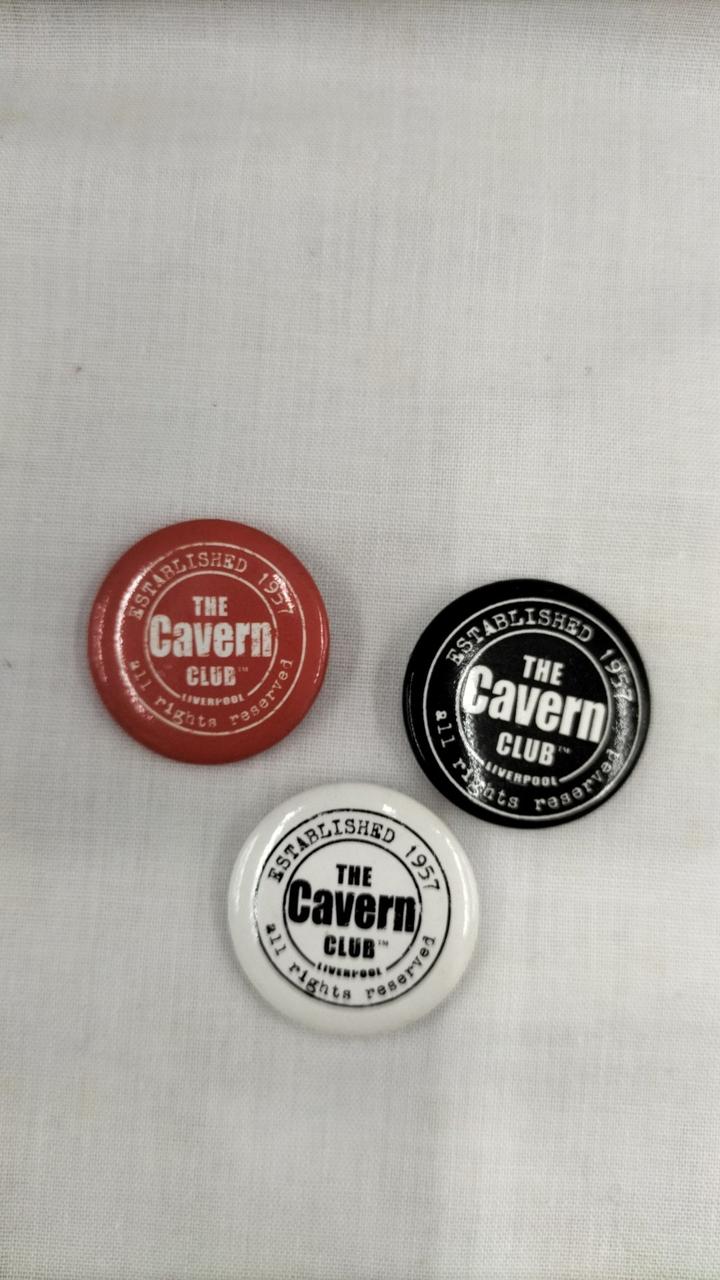 ESTABLISHED 1957
THE
Cavern
CLUB™
LIVERPOOL
all rights reserved
ESTABLISHED 1957
THE
Cavern
CLUB™
LIVERPOOL
all rights reserved
ESTABLISHED 1957
THE
Cavern
CLUB™
LIVERPOOL
all rights reserved